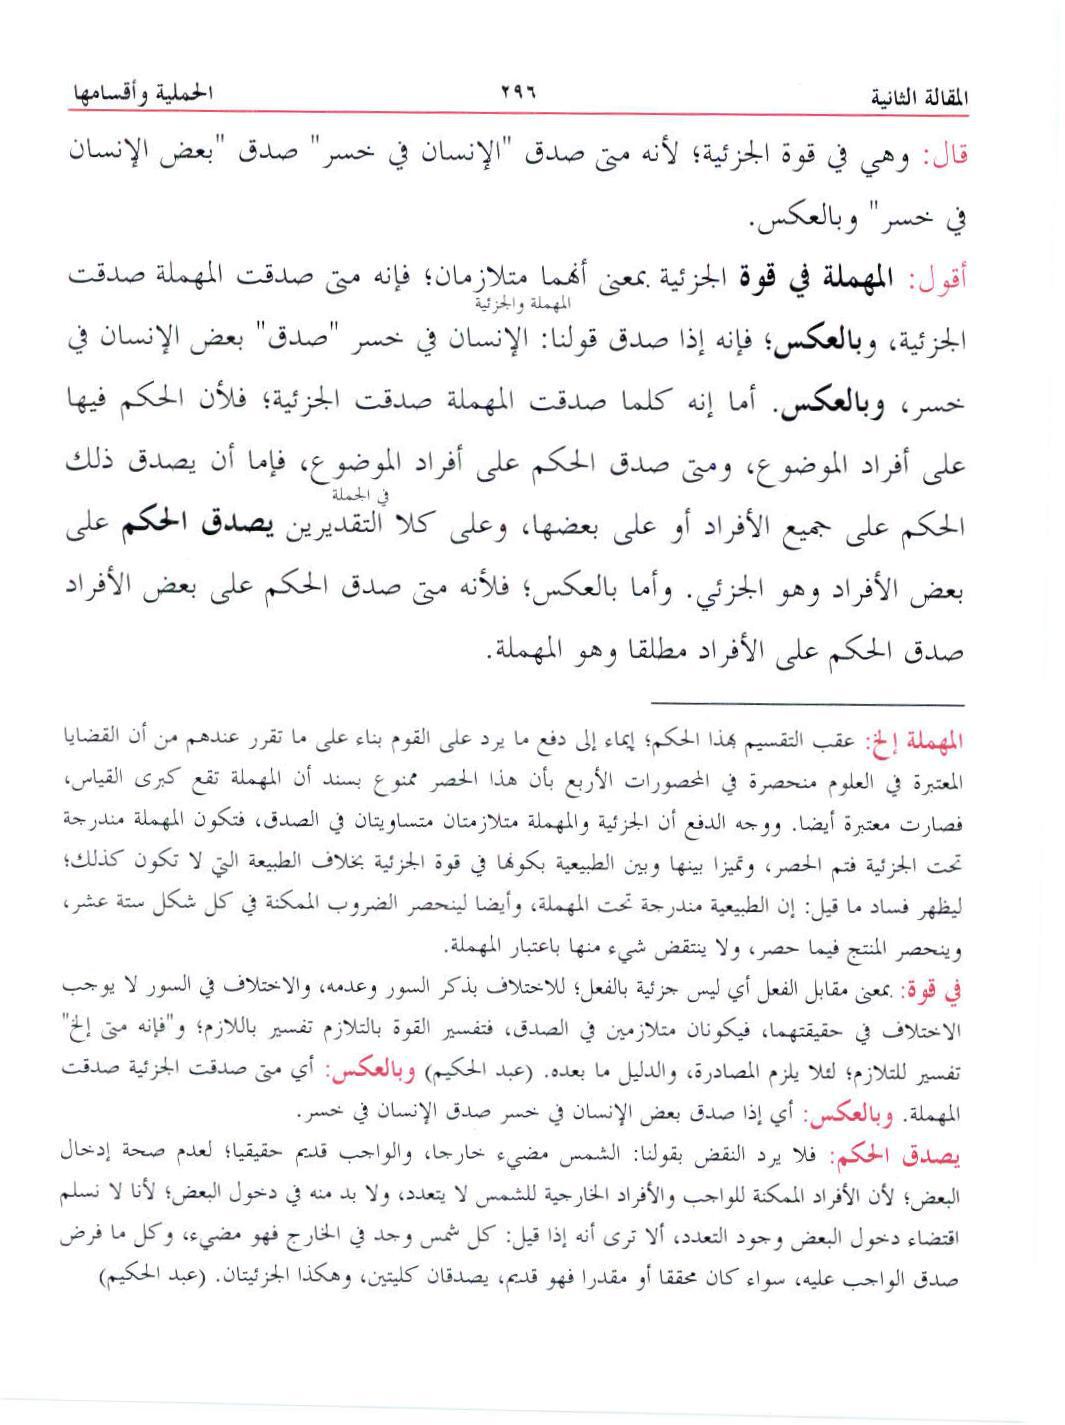 المقالة الثانية ٢٩٦ الحملية وأقسامها
قال: وهي في قوة الجزئية؛ لأنه متى صدق "الإنسان في خسر" صدق "بعض الإنسان
في خسر" وبالعكس.
أقول: المهملة في قوة الجزئية بمعنى أنهما متلازمان؛ فإنه متى صدقت المهملة صدقت
المهملة والجزئية
الجزئية، وبالعكس؛ فإنه إذا صدق قولنا: الإنسان في خسر "صدق" بعض الإنسان في
خسر، وبالعكس. أما إنه كلما صدقت المهملة صدقت الجزئية؛ فلأن الحكم فيها
على أفراد الموضوع، ومتى صدق الحكم على أفراد الموضوع، فإما أن يصدق ذلك
في الجملة
الحكم على جميع الأفراد أو على بعضها، وعلى كلا التقديرين يصدق الحكم على
بعض الأفراد وهو الجزئي. وأما بالعكس؛ فلأنه متى صدق الحكم على بعض الأفراد
صدق الحكم على الأفراد مطلقا وهو المهملة.
المهملة إلخ: عقب التقسيم بهذا الحكم؛ إيماء إلى دفع ما يرد على القوم بناء على ما تقرر عندهم من أن القضايا
المعتبرة في العلوم منحصرة في المحصورات الأربع بأن هذا الحصر ممنوع بسند أن المهملة تقع كبرى القياس،
فصارت معتبرة أيضا. ووجه الدفع أن الجزئية والمهملة متلازمتان متساويتان في الصدق، فتكون المهملة مندرجة
تحت الجزئية فتم الحصر، وتميزا بينها وبين الطبيعية بكونها في قوة الجزئية بخلاف الطبيعة التي لا تكون كذلك؛
ليظهر فساد ما قيل: إن الطبيعية مندرجة تحت المهملة، وأيضا لينحصر الضروب الممكنة في كل شكل ستة عشر،
وينحصر المنتج فيما حصر، ولا ينتقض شيء منها باعتبار المهملة.
في قوة: بمعنى مقابل الفعل أي ليس جزئية بالفعل؛ للاختلاف بذكر السور وعدمه، والاختلاف في السور لا يوجب
الاختلاف في حقيقتهما، فيكونان متلازمين في الصدق، فتفسير القوة بالتلازم تفسير باللازم؛ و"فإنه متى إلخ"
تفسير للتلازم؛ لئلا يلزم المصادرة، والدليل ما بعده. (عبد الحكيم) وبالعكس: أي متى صدقت الجزئية صدقت
المهملة. وبالعكس: أي إذا صدق بعض الإنسان في خسر صدق الإنسان في خسر.
يصدق الحكم: فلا يرد النقض بقولنا: الشمس مضيء خارجا، والواجب قديم حقيقيا؛ لعدم صحة إدخال
البعض؛ لأن الأفراد الممكنة للواجب والأفراد الخارجية للشمس لا يتعدد، ولا بد منه في دخول البعض؛ لأنا لا نسلم
اقتضاء دخول البعض وجود التعدد، ألا ترى أنه إذا قيل: كل شمس وجد في الخارج فهو مضيء، وكل ما فرض
صدق الواجب عليه، سواء كان محققا أو مقدرا فهو قديم، يصدقان كليتين، وهكذا الجزئيتان. (عبد الحكيم)